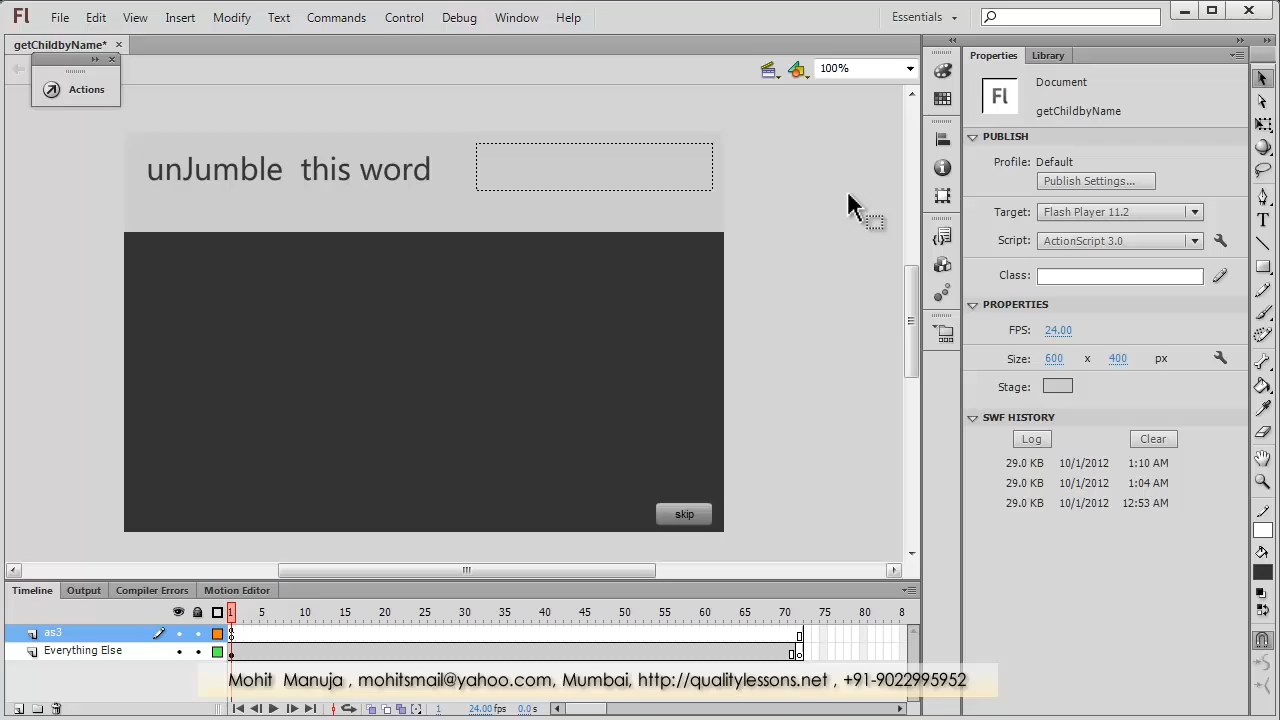 Fl File Edit View Insert Modify Text Commands Control Debug Window Help Essentials
getChildbyName* ×
Actions
100%
unJumble this word
skip
Properties Library
Fl
Document
getChildbyName
PUBLISH
Profile: Default
Publish Settings...
Target: Flash Player 11.2
Script: ActionScript 3.0
Class:
PROPERTIES
FPS: 24.00
Size: 600 x 400 px
Stage:
SWF HISTORY
Log Clear
29.0 KB 10/1/2012 1:10 AM
29.0 KB 10/1/2012 1:04 AM
29.0 KB 10/1/2012 12:53 AM
Timeline Output Compiler Errors Motion Editor
1 5 10 15 20 25 30 35 40 45 50 55 60 65 70 75 80 8
as3
Everything Else
Mohit Manuja , mohitsmail@yahoo.com, Mumbai, http://qualitylessons.net , +91-9022995952
1 24.00 fps 0.0 s